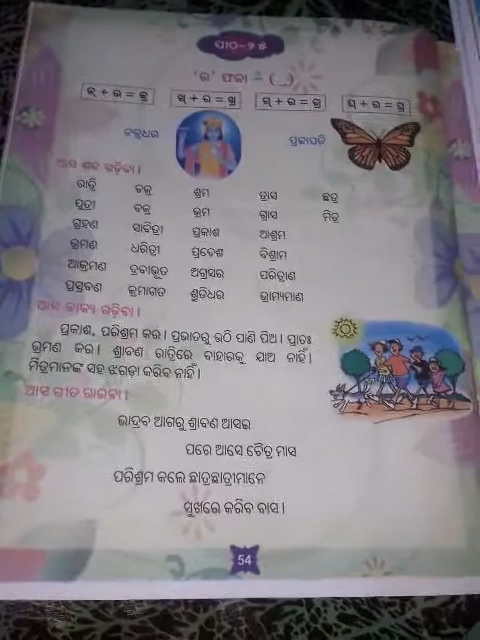 ପାଠ-୨୫
'ର' ଫଳା – ( ୍ର )
କ୍ + ର = କ୍ର ଖ୍ + ର = ଖ୍ର ଗ୍ + ର = ଗ୍ର ଘ୍ + ର = ଘ୍ର
ଚକ୍ରଧର ପ୍ରଜାପତି
ଆସ ଶବ୍ଦ ପଢ଼ିବା ।
ରାତ୍ରି ଚକ୍ର ଶ୍ରମ ହ୍ରାସ ଛତ୍ର
ପୁତ୍ରୀ ବକ୍ର ଭ୍ରମ ଗ୍ରାସ ମିତ୍ର
ଗ୍ରହଣ ସାବିତ୍ରୀ ପ୍ରକାଶ ଆଶ୍ରମ
ଭ୍ରମଣ ଧରିତ୍ରୀ ପ୍ରବେଶ ବିଶ୍ରାମ
ଆକ୍ରମଣ ଦ୍ରବୀଭୂତ ଅଗ୍ରସର ପରିତ୍ରାଣ
ପ୍ରସ୍ରବଣ କ୍ରମାଗତ ଶ୍ରୁତିଧର ଭ୍ରାମ୍ୟମାଣ
ଆସ ବାକ୍ୟ ପଢ଼ିବା ।
ପ୍ରକାଶ, ପରିଶ୍ରମ କର । ପ୍ରଭାତରୁ ଉଠି ପାଣି ପିଅ । ପ୍ରାତଃ
ଭ୍ରମଣ କର । ଶ୍ରାବଣ ରାତ୍ରିରେ ବାହାରକୁ ଯାଅ ନାହିଁ ।
ମିତ୍ରମାନଙ୍କ ସହ ଝଗଡ଼ା କରିବ ନାହିଁ ।
ଆସ ଗୀତ ଗାଇବା ।
ଭାଦ୍ରବ ଆଗରୁ ଶ୍ରାବଣ ଆସଇ
ପରେ ଆସେ ଚୈତ୍ର ମାସ
ପରିଶ୍ରମ କଲେ ଛାତ୍ରଛାତ୍ରୀମାନେ
ସୁଖରେ କରିବ ବାସ ।
54